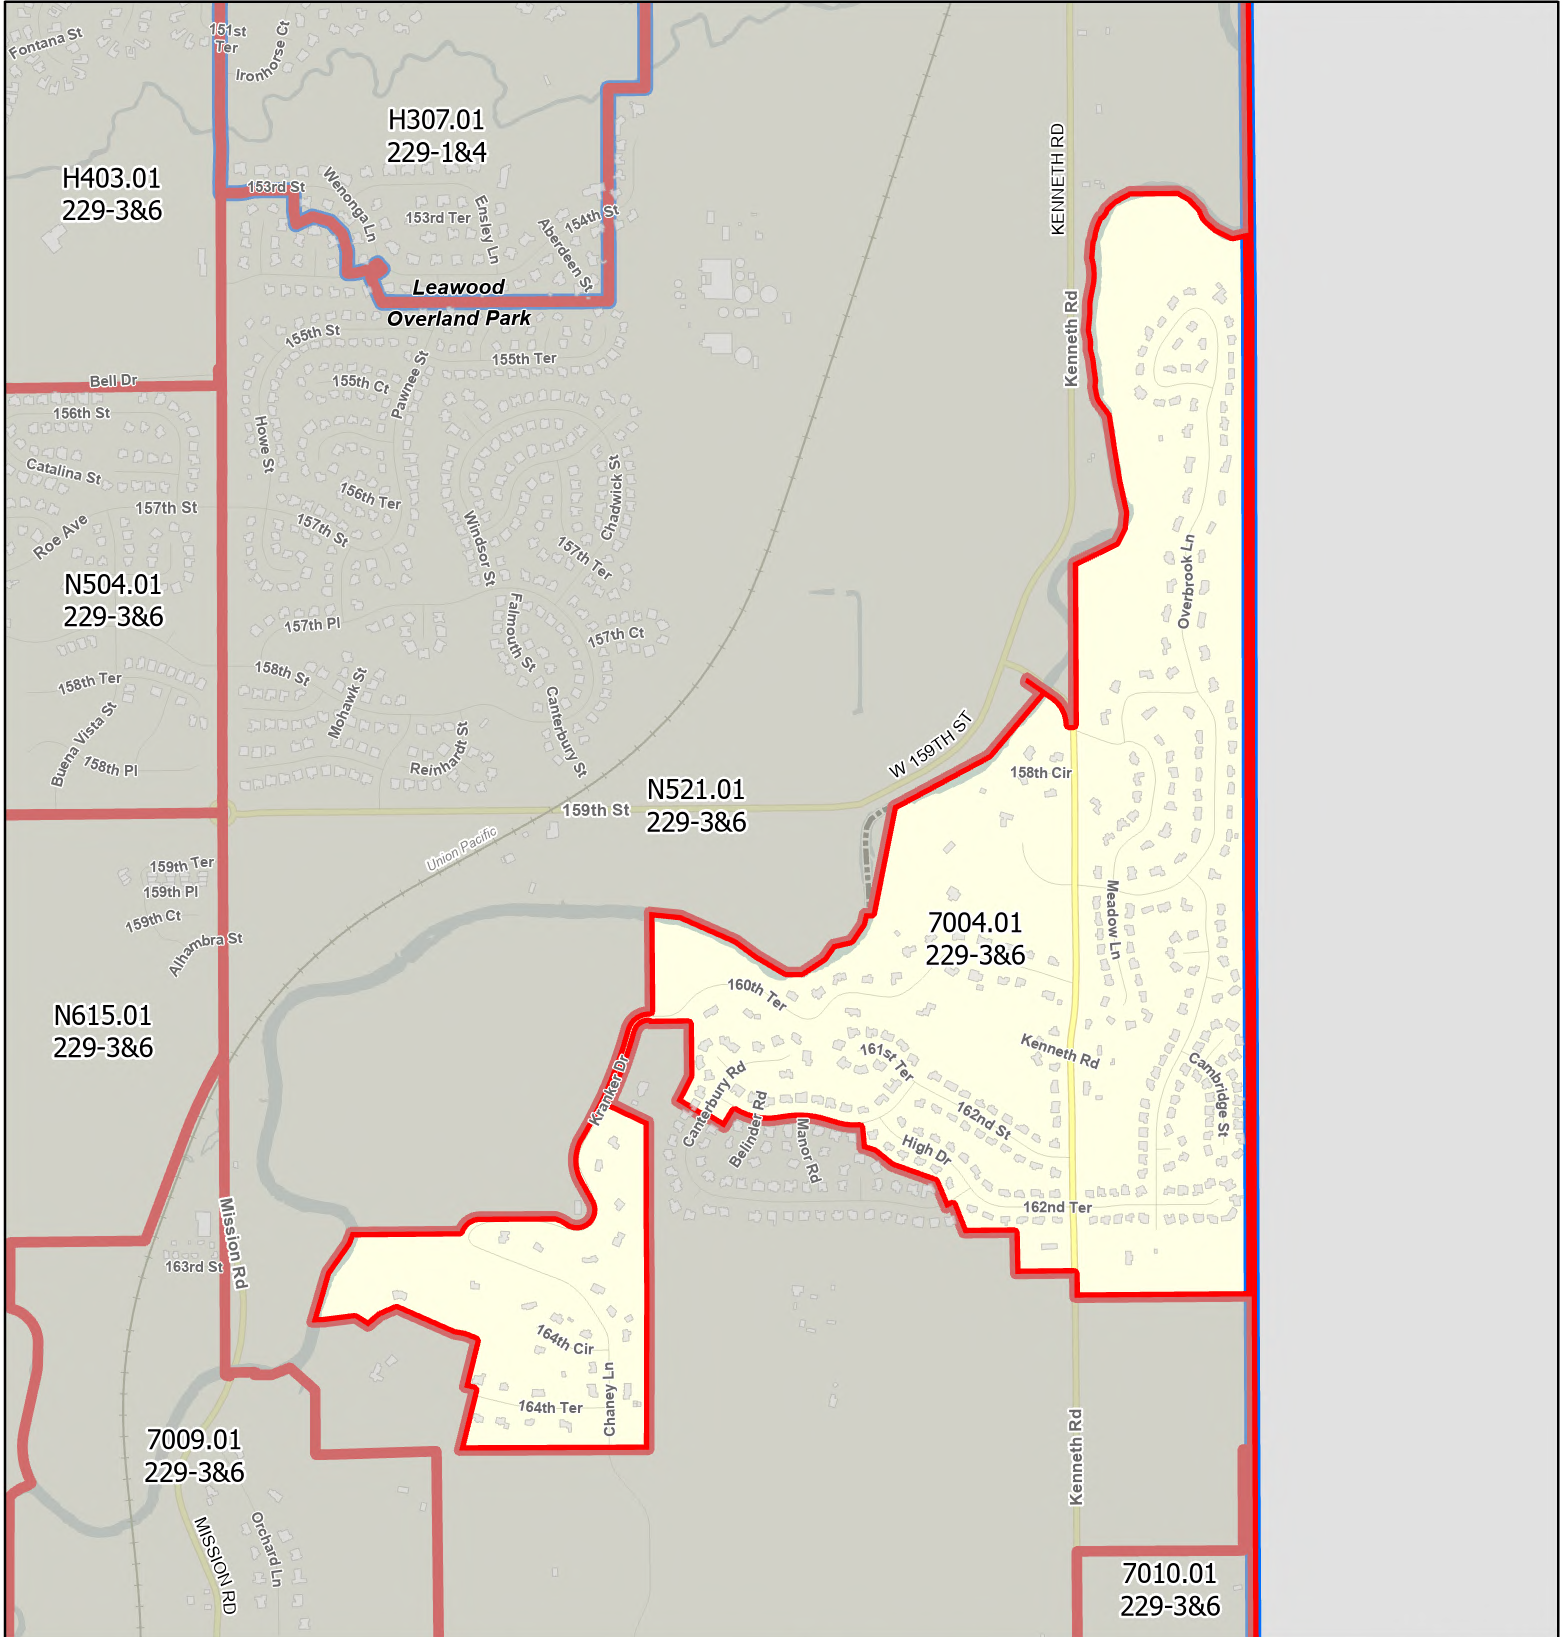 Fontana St
151st
Ter
Ironhorse Ct
H307.01
229-1&4
KENNETH RD
H403.01
229-3&6
153rd St
Wenonga Ln
153rd Ter
Ensley Ln
154th St
Aberdeen St
Leawood
Overland Park
Kenneth Rd
155th St
155th Ter
Bell Dr
155th Ct
Pawnee St
156th St
Howe St
Catalina St
156th Ter
Chadwick St
157th St
Roe Ave
157th St
Windsor St
157th Ter
Overbrook Ln
N504.01
229-3&6
157th Pl
Falmouth St
157th Ct
158th Ter
158th St
Mohawk St
Canterbury St
Buena Vista St
158th Pl
Reinhardt St
W 159TH ST
158th Cir
N521.01
229-3&6
159th St
Union Pacific
159th Ter
159th Pl
159th Ct
Alhambra St
Meadow Ln
7004.01
229-3&6
160th Ter
N615.01
229-3&6
161st Ter
Kenneth Rd
Kranker Dr
Canterbury Rd
Belinder Rd
Manor Rd
162nd St
Cambridge St
High Dr
162nd Ter
Mission Rd
163rd St
164th Cir
Chaney Ln
164th Ter
Kenneth Rd
7009.01
229-3&6
MISSION RD
Orchard Ln
7010.01
229-3&6